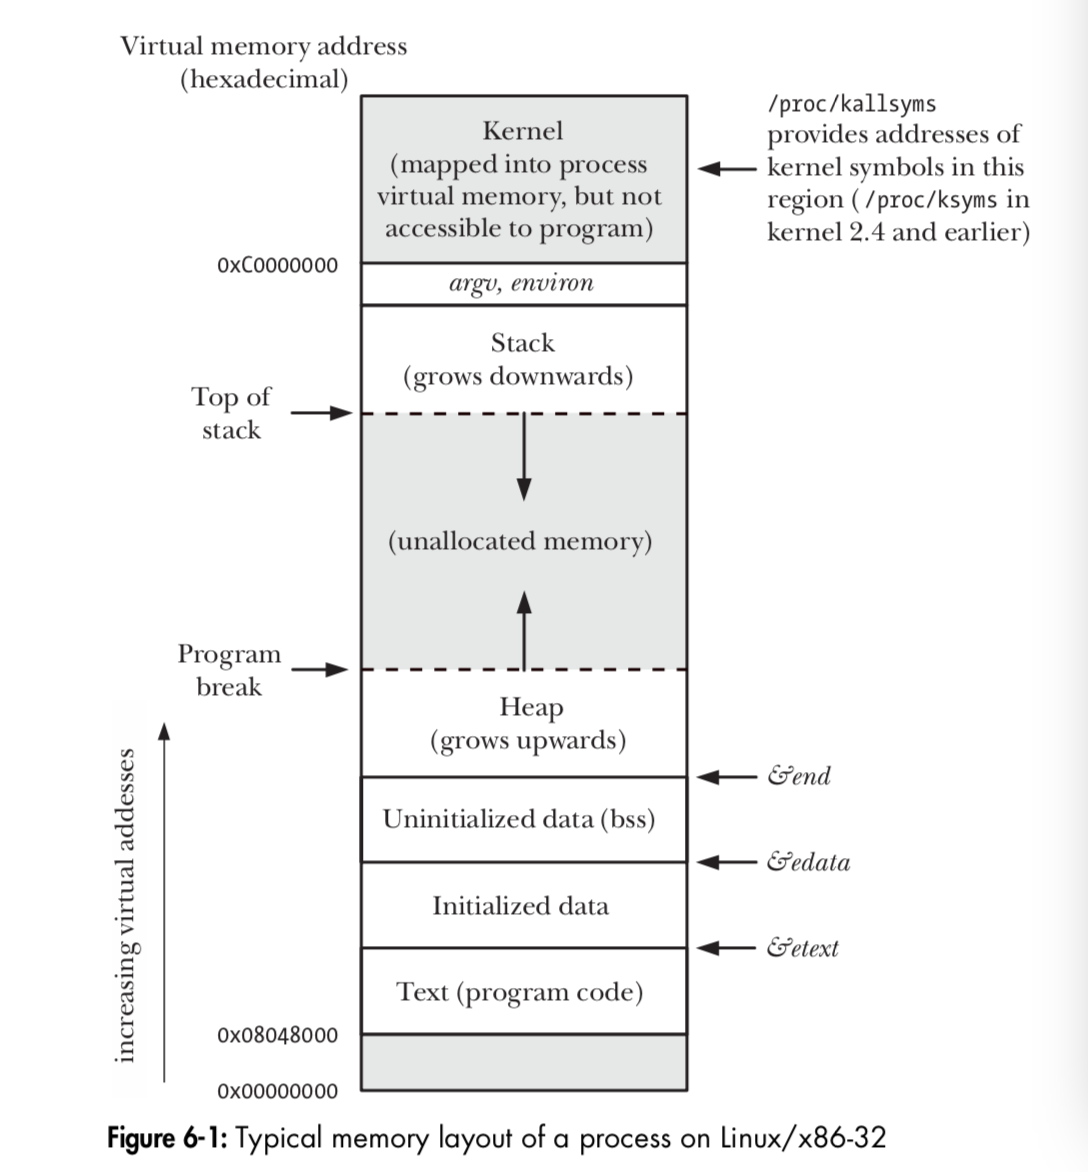 Virtual memory address
(hexadecimal)
Kernel
(mapped into process
virtual memory, but not
accessible to program)
/proc/kallsyms
provides addresses of
kernel symbols in this
region (/proc/ksyms in
kernel 2.4 and earlier)
0xC0000000
argv, environ
Stack
(grows downwards)
Top of
stack
(unallocated memory)
Program
break
Heap
(grows upwards)
&end
Uninitialized data (bss)
&edata
Initialized data
&etext
Text (program code)
0x08048000
0x00000000
increasing virtual addesses
Figure 6-1: Typical memory layout of a process on Linux/x86-32